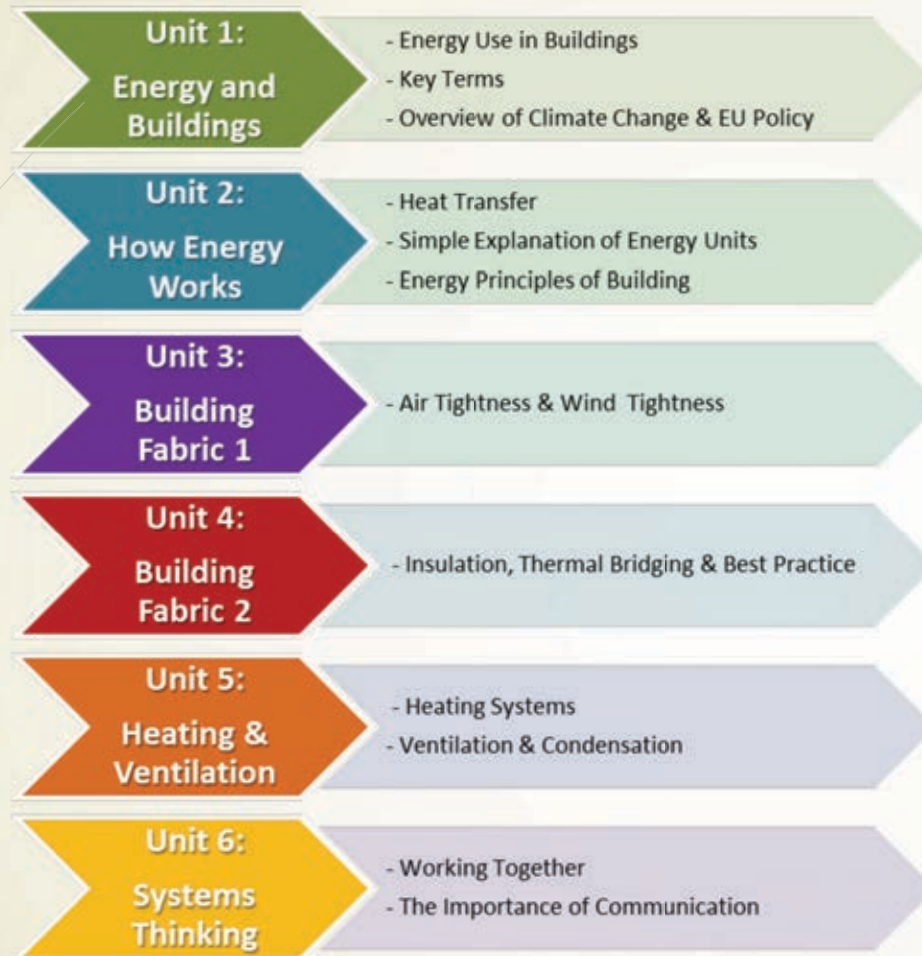 Unit 1:
Energy and
Buildings
- Energy Use in Buildings
- Key Terms
- Overview of Climate Change & EU Policy
Unit 2:
How Energy
Works
- Heat Transfer
- Simple Explanation of Energy Units
- Energy Principles of Building
Unit 3:
Building
Fabric 1
- Air Tightness & Wind Tightness
Unit 4:
Building
Fabric 2
- Insulation, Thermal Bridging & Best Practice
Unit 5:
Heating &
Ventilation
- Heating Systems
- Ventilation & Condensation
Unit 6:
Systems
Thinking
- Working Together
- The Importance of Communication